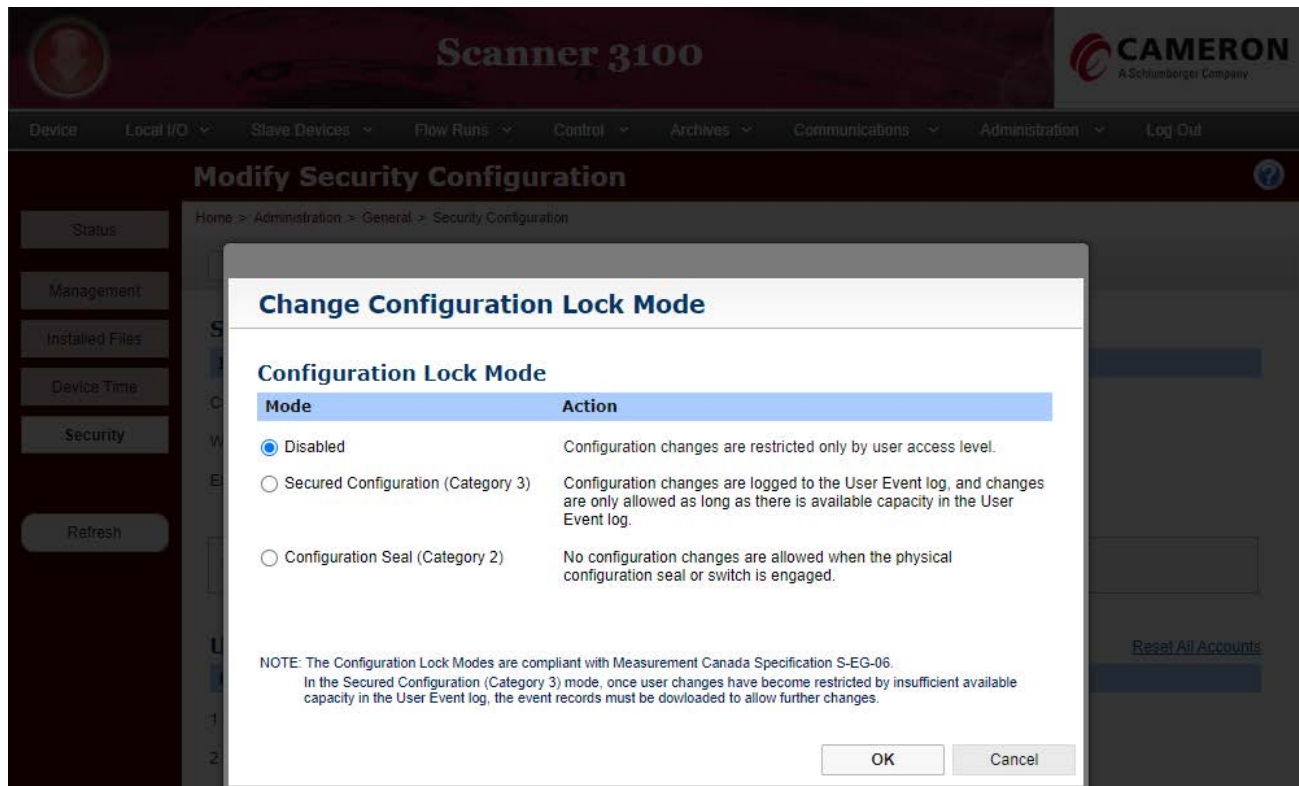 Scanner 3100
CAMERON
A Schlumberger Company
Device Local I/O Slave Devices Flow Runs Control Archives Communications Administration Log Out
Modify Security Configuration
?
Home > Administration > General > Security Configuration
Status
Management
Installed Files
Device Time
Security
Refresh
Change Configuration Lock Mode
Configuration Lock Mode
Mode Action
Disabled Configuration changes are restricted only by user access level.
Secured Configuration (Category 3) Configuration changes are logged to the User Event log, and changes
are only allowed as long as there is available capacity in the User
Event log.
Configuration Seal (Category 2) No configuration changes are allowed when the physical
configuration seal or switch is engaged.
Reset All Accounts
NOTE: The Configuration Lock Modes are compliant with Measurement Canada Specification S-EG-06.
In the Secured Configuration (Category 3) mode, once user changes have become restricted by insufficient available
capacity in the User Event log, the event records must be dowloaded to allow further changes.
1
2
OK Cancel